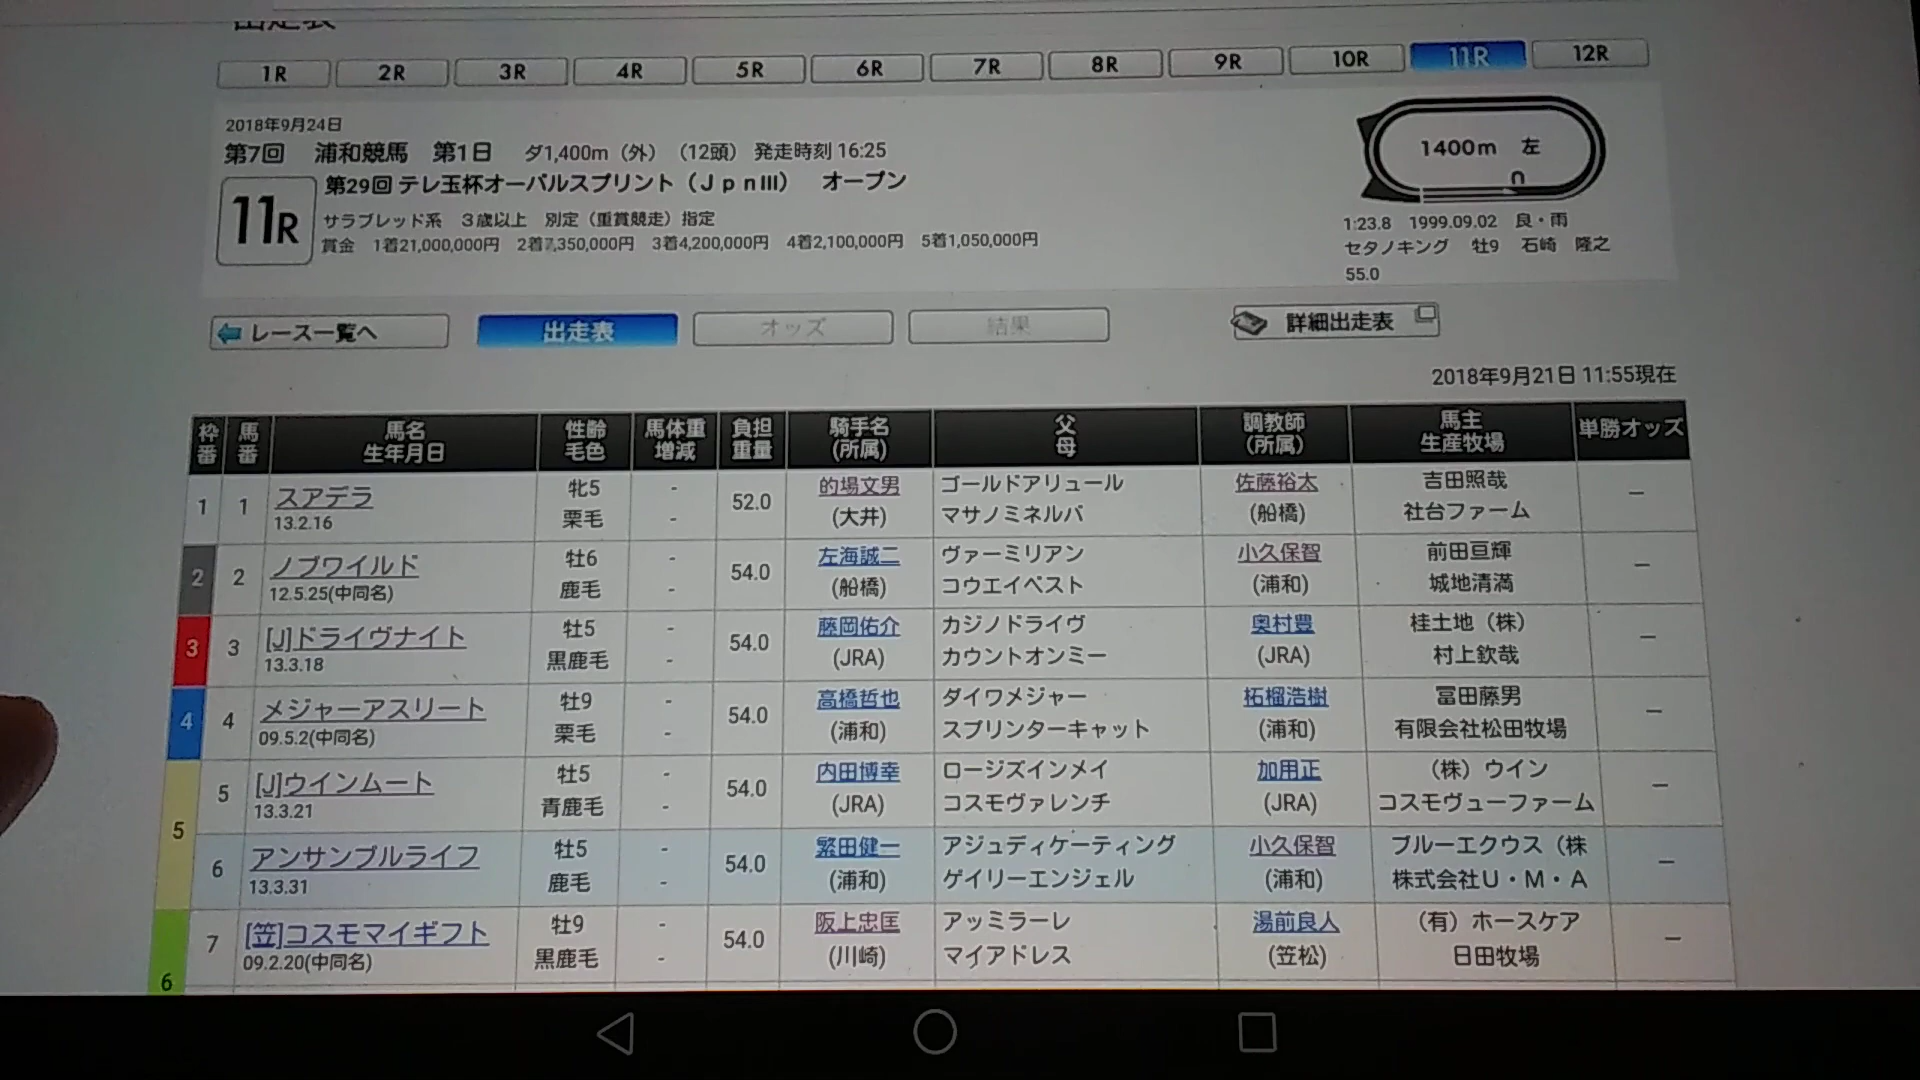 出走表
1R 2R 3R 4R 5R 6R 7R 8R 9R 10R 11R 12R
2018年9月24日
第7回 浦和競馬 第1日 ダ1,400m（外）（12頭） 発走時刻 16:25
11R
第29回 テレ玉杯オーバルスプリント（ＪｐｎIII） オープン
サラブレッド系 ３歳以上 別定（重賞競走）指定
賞金 1着21,000,000円 2着7,350,000円 3着4,200,000円 4着2,100,000円 5着1,050,000円
1400m 左
1:23.8 1999.09.02 良・雨
セタノキング 牡9 石崎 隆之
55.0
レース一覧へ 出走表 オッズ 結果 詳細出走表
2018年9月21日 11:55現在
枠番 馬番 馬名 生年月日 性齢 毛色 馬体重 増減 負担重量 騎手名 (所属) 父 母 調教師 (所属) 馬主 生産牧場 単勝オッズ
1 1 スアデラ 牝5 - 52.0 的場文男 ゴールドアリュール 佐藤裕太 吉田照哉 ―
13.2.16 栗毛 - (大井) マサノミネルバ (船橋) 社台ファーム
2 2 ノブワイルド 牡6 - 54.0 左海誠二 ヴァーミリアン 小久保智 前田亘輝 ―
12.5.25(中同名) 鹿毛 - (船橋) コウエイベスト (浦和) 城地清満
3 3 [J]ドライヴナイト 牡5 - 54.0 藤岡佑介 カジノドライヴ 奥村豊 桂土地（株） ―
13.3.18 黒鹿毛 - (JRA) カウントオンミー (JRA) 村上欽哉
4 4 メジャーアスリート 牡9 - 54.0 高橋哲也 ダイワメジャー 柘榴浩樹 冨田藤男 ―
09.5.2(中同名) 栗毛 - (浦和) スプリンターキャット (浦和) 有限会社松田牧場
5 5 [J]ウインムート 牡5 - 54.0 内田博幸 ロージズインメイ 加用正 （株）ウイン ―
13.3.21 青鹿毛 - (JRA) コスモヴァレンチ (JRA) コスモヴューファーム
6 アンサンブルライフ 牡5 - 54.0 繁田健一 アジュディケーティング 小久保智 ブルーエクウス（株 ―
13.3.31 鹿毛 - (浦和) ゲイリーエンジェル (浦和) 株式会社Ｕ・Ｍ・Ａ
6 7 [笠]コスモマイギフト 牡9 - 54.0 阪上忠匡 アッミラーレ 湯前良人 （有）ホースケア ―
09.2.20(中同名) 黒鹿毛 - (川崎) マイアドレス (笠松) 日田牧場